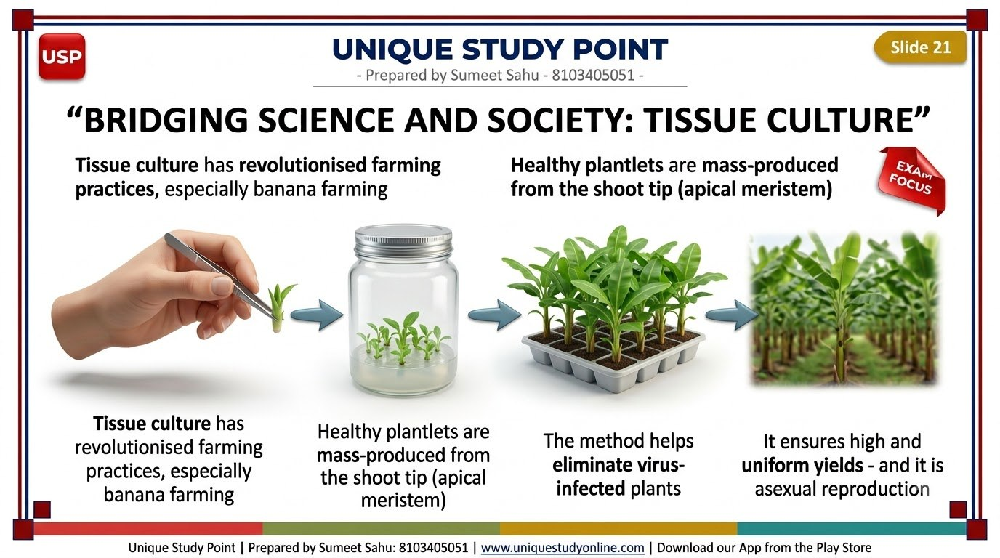 USP
UNIQUE STUDY POINT
- Prepared by Sumeet Sahu - 8103405051 -
Slide 21
“BRIDGING SCIENCE AND SOCIETY: TISSUE CULTURE”
Tissue culture has revolutionised farming
practices, especially banana farming
Healthy plantlets are mass-produced
from the shoot tip (apical meristem)
EXAM
FOCUS
Tissue culture has
revolutionised farming
practices, especially
banana farming
Healthy plantlets are
mass-produced from
the shoot tip (apical
meristem)
The method helps
eliminate virus-
infected plants
It ensures high and
uniform yields - and it is
asexual reproduction
Unique Study Point | Prepared by Sumeet Sahu: 8103405051 | www.uniquestudyonline.com | Download our App from the Play Store